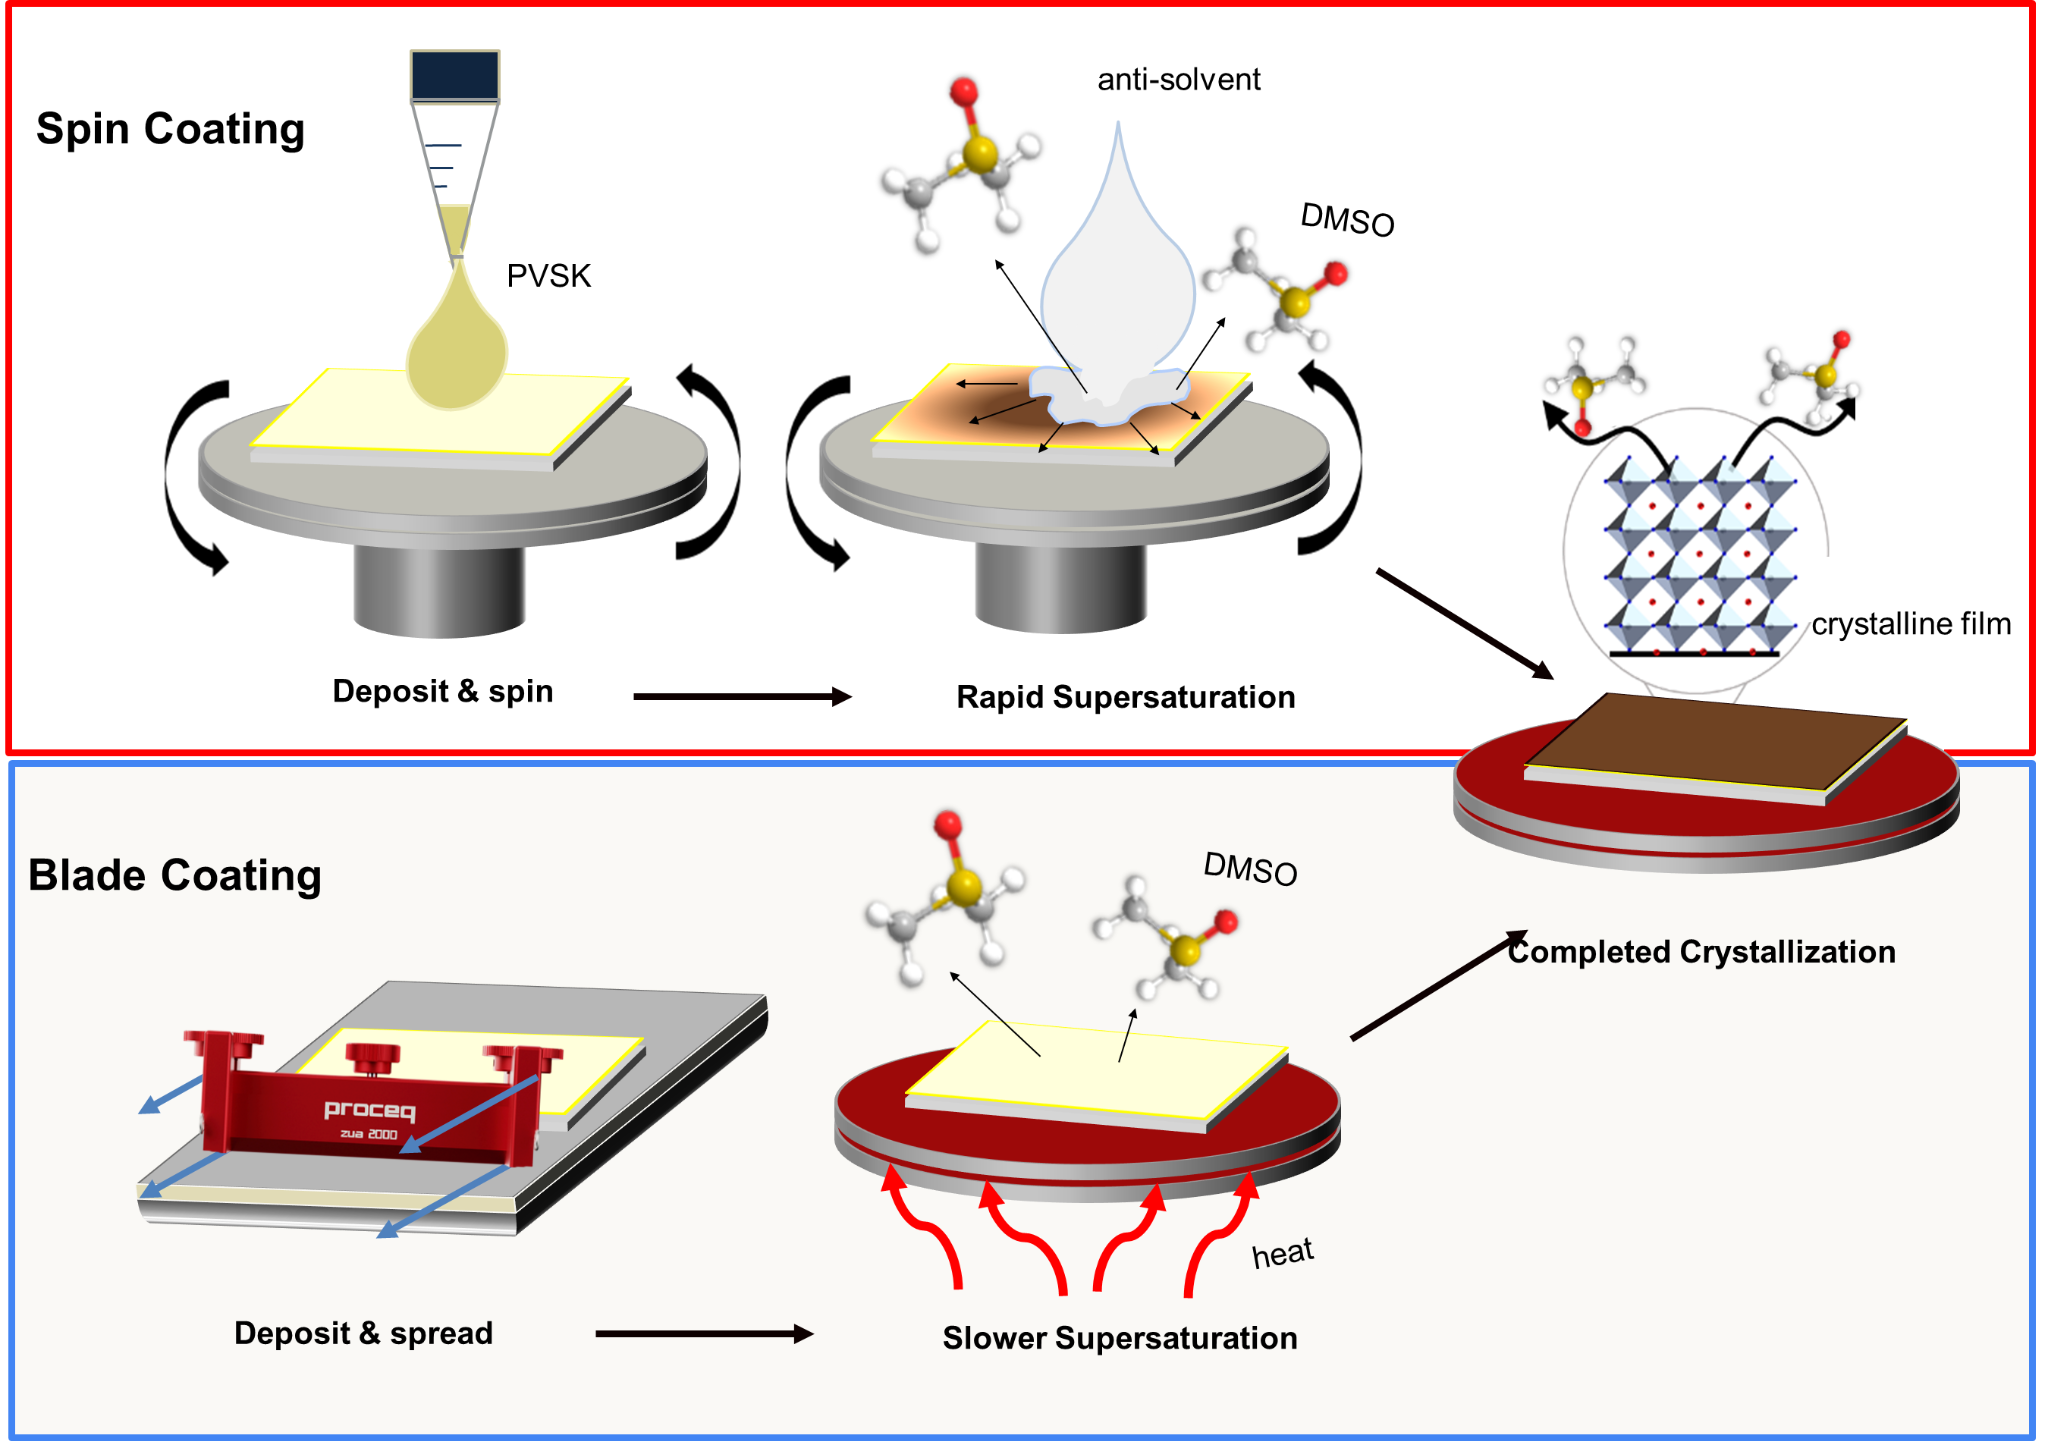 Spin Coating
PVSK
anti-solvent
DMSO
crystalline film
Deposit & spin
Rapid Supersaturation
Blade Coating
DMSO
Completed Crystallization
proceq
zua 2000
heat
Deposit & spread
Slower Supersaturation